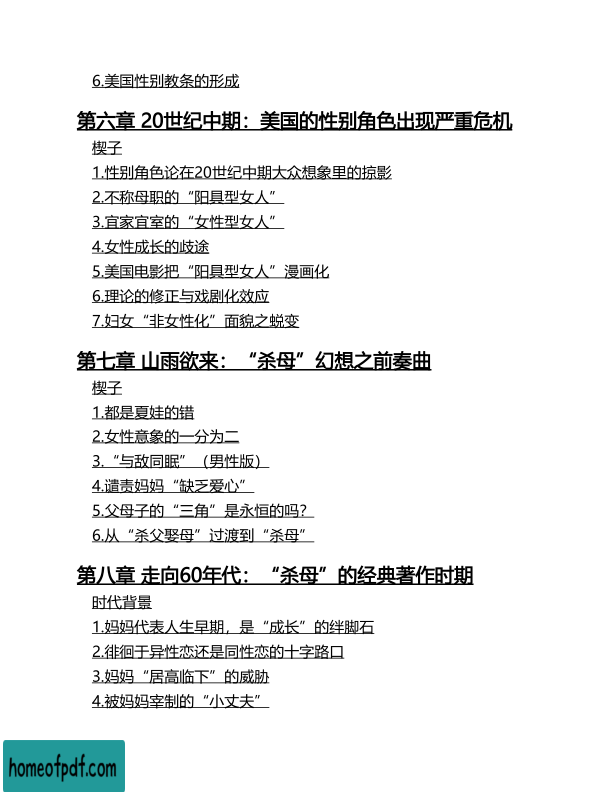 6.美国性别教条的形成
第六章 20世纪中期：美国的性别角色出现严重危机
楔子
1.性别角色论在20世纪中期大众想象里的掠影
2.不称母职的“阳具型女人”
3.宜家宜室的“女性型女人”
4.女性成长的歧途
5.美国电影把“阳具型女人”漫画化
6.理论的修正与戏剧化效应
7.妇女“非女性化”面貌之蜕变
第七章 山雨欲来：“杀母”幻想之前奏曲
楔子
1.都是夏娃的错
2.女性意象的一分为二
3.“与敌同眠”（男性版）
4.谴责妈妈“缺乏爱心”
5.父母子的“三角”是永恒的吗？
6.从“杀父娶母”过渡到“杀母”
第八章 走向60年代：“杀母”的经典著作时期
时代背景
1.妈妈代表人生早期，是“成长”的绊脚石
2.徘徊于异性恋还是同性恋的十字路口
3.妈妈“居高临下”的威胁
4.被妈妈宰制的“小丈夫”
homeofpdf.com